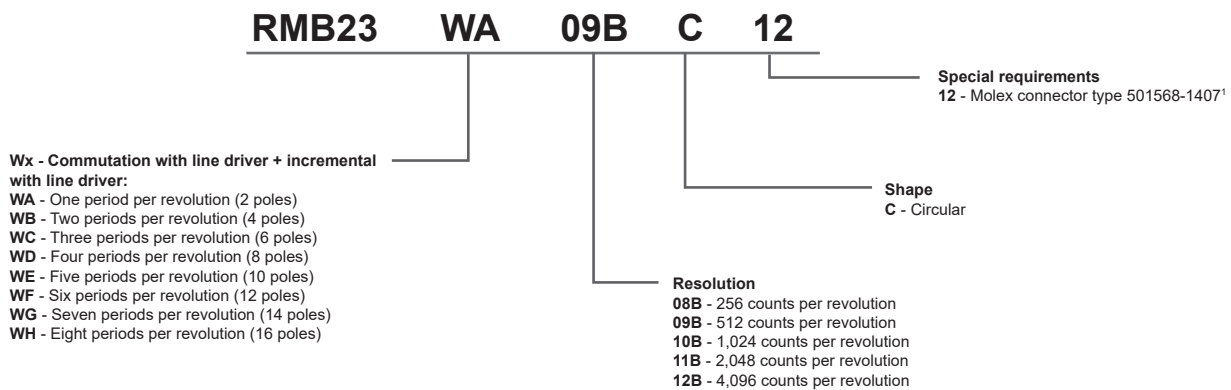 RMB23 WA 09B C 12
Special requirements
12 - Molex connector type 501568-1407¹
Wx - Commutation with line driver + incremental
with line driver:
WA - One period per revolution (2 poles)
WB - Two periods per revolution (4 poles)
WC - Three periods per revolution (6 poles)
WD - Four periods per revolution (8 poles)
WE - Five periods per revolution (10 poles)
WF - Six periods per revolution (12 poles)
WG - Seven periods per revolution (14 poles)
WH - Eight periods per revolution (16 poles)
Shape
C - Circular
Resolution
08B - 256 counts per revolution
09B - 512 counts per revolution
10B - 1,024 counts per revolution
11B - 2,048 counts per revolution
12B - 4,096 counts per revolution